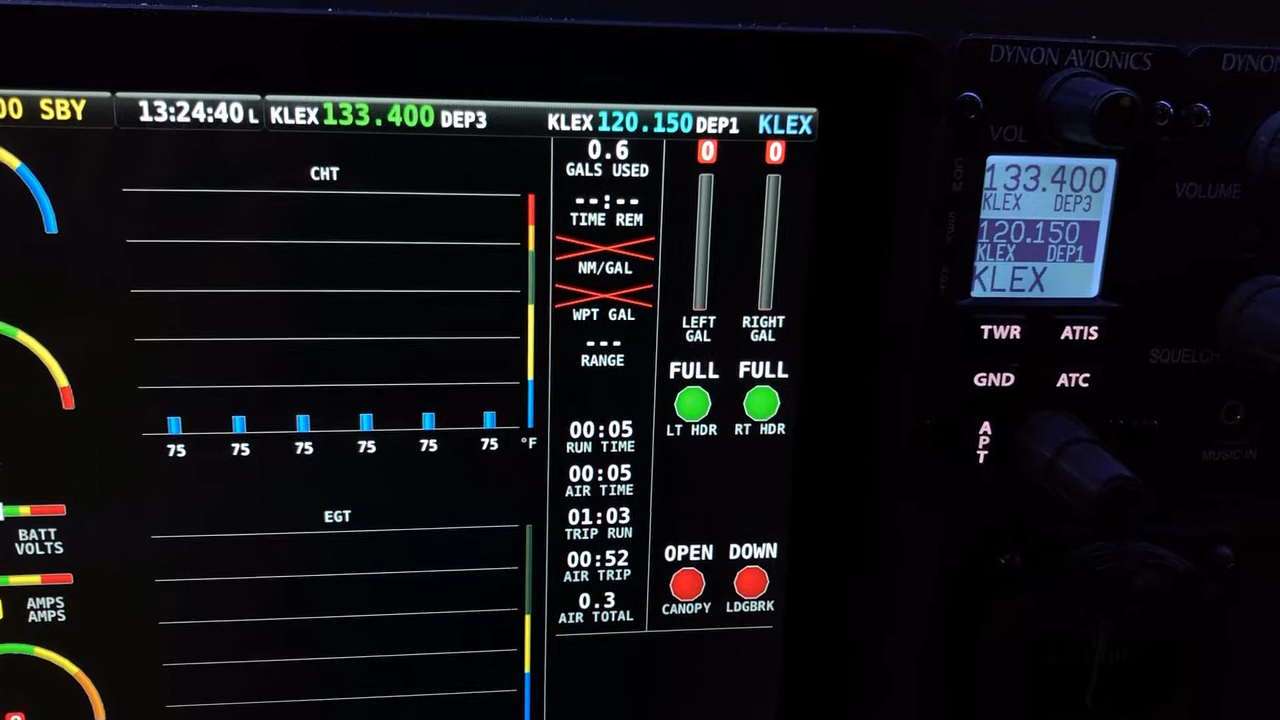 00 SBY
13:24:40 L
KLEX 133.400 DEP3
KLEX 120.150 DEP1 KLEX
CHT
75 75 75 75 75 75 °F
EGT
BATT
VOLTS
AMPS
AMPS
0
0.6
GALS USED
--:--
TIME REM
NM/GAL
WPT GAL
---
RANGE
00:05
RUN TIME
00:05
AIR TIME
01:03
TRIP RUN
00:52
AIR TRIP
0.3
AIR TOTAL
0 0
LEFT
GAL
RIGHT
GAL
FULL FULL
LT HDR RT HDR
OPEN DOWN
CANOPY LDGBRK
DYNON AVIONICS
VOL
133.400
KLEX DEP3
120.150
KLEX DEP1
KLEX
TWR ATIS
GND ATC
APT
DYNO
VOLUME
SQUELCH
MUSIC IN